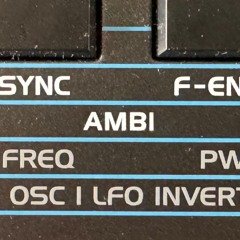 SYNC F-EN
AMBI
FREQ PW
OSC | LFO INVERT